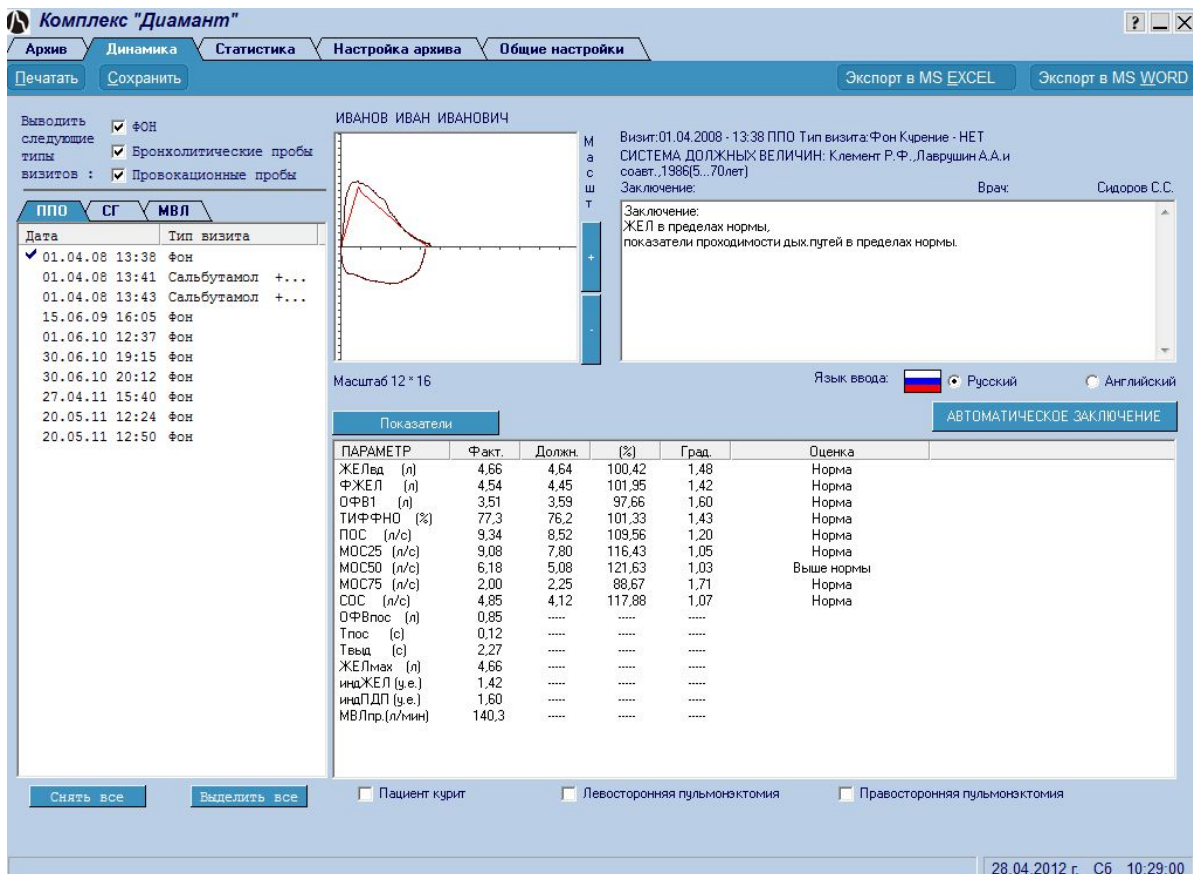 Комплекс "Диамант"
? _ X
Архив Динамика Статистика Настройка архива Общие настройки
Печатать Сохранить Экспорт в MS EXCEL Экспорт в MS WORD
Выводить следующие типы визитов :
ФОН
Бронхолитические пробы
Провокационные пробы
ППО СГ МВЛ
Дата Тип визита
01.04.08 13:38 Фон
01.04.08 13:41 Сальбутамол +...
01.04.08 13:43 Сальбутамол +...
15.06.09 16:05 Фон
01.06.10 12:37 Фон
30.06.10 19:15 Фон
30.06.10 20:12 Фон
27.04.11 15:40 Фон
20.05.11 12:24 Фон
20.05.11 12:50 Фон
Снять все Выделить все
ИВАНОВ ИВАН ИВАНОВИЧ
Масшт
+
-
Масштаб 12 * 16
Визит:01.04.2008 - 13:38 ППО Тип визита:Фон Курение - НЕТ
СИСТЕМА ДОЛЖНЫХ ВЕЛИЧИН: Клемент Р.Ф.,Лаврушин А.А.и
соавт.,1986(5...70лет)
Заключение: Врач: Сидоров С.С.
Заключение:
ЖЕЛ в пределах нормы,
показатели проходимости дых.путей в пределах нормы.
Язык ввода: Русский Английский
АВТОМАТИЧЕСКОЕ ЗАКЛЮЧЕНИЕ
Показатели
ПАРАМЕТР Факт. Должн. (%) Град. Оценка
ЖЕЛвд (л) 4,66 4,64 100,42 1,48 Норма
ФЖЕЛ (л) 4,54 4,45 101,95 1,42 Норма
ОФВ1 (л) 3,51 3,59 97,66 1,60 Норма
ТИФФНО (%) 77,3 76,2 101,33 1,43 Норма
ПОС (л/с) 9,34 8,52 109,56 1,20 Норма
МОС25 (л/с) 9,08 7,80 116,43 1,05 Норма
МОС50 (л/с) 6,18 5,08 121,63 1,03 Выше нормы
МОС75 (л/с) 2,00 2,25 88,67 1,71 Норма
СОС (л/с) 4,85 4,12 117,88 1,07 Норма
ОФВпос (л) 0,85 ----- ----- -----
Тпос (с) 0,12 ----- ----- -----
Твыд (с) 2,27 ----- ----- -----
ЖЕЛмах (л) 4,66 ----- ----- -----
индЖЕЛ (у.е.) 1,42 ----- ----- -----
индПДП (у.е.) 1,60 ----- ----- -----
МВЛпр.(л/мин) 140,3 ----- ----- -----
Пациент курит Левосторонняя пульмонэктомия Правосторонняя пульмонэктомия
28.04.2012 г. Сб 10:29:00